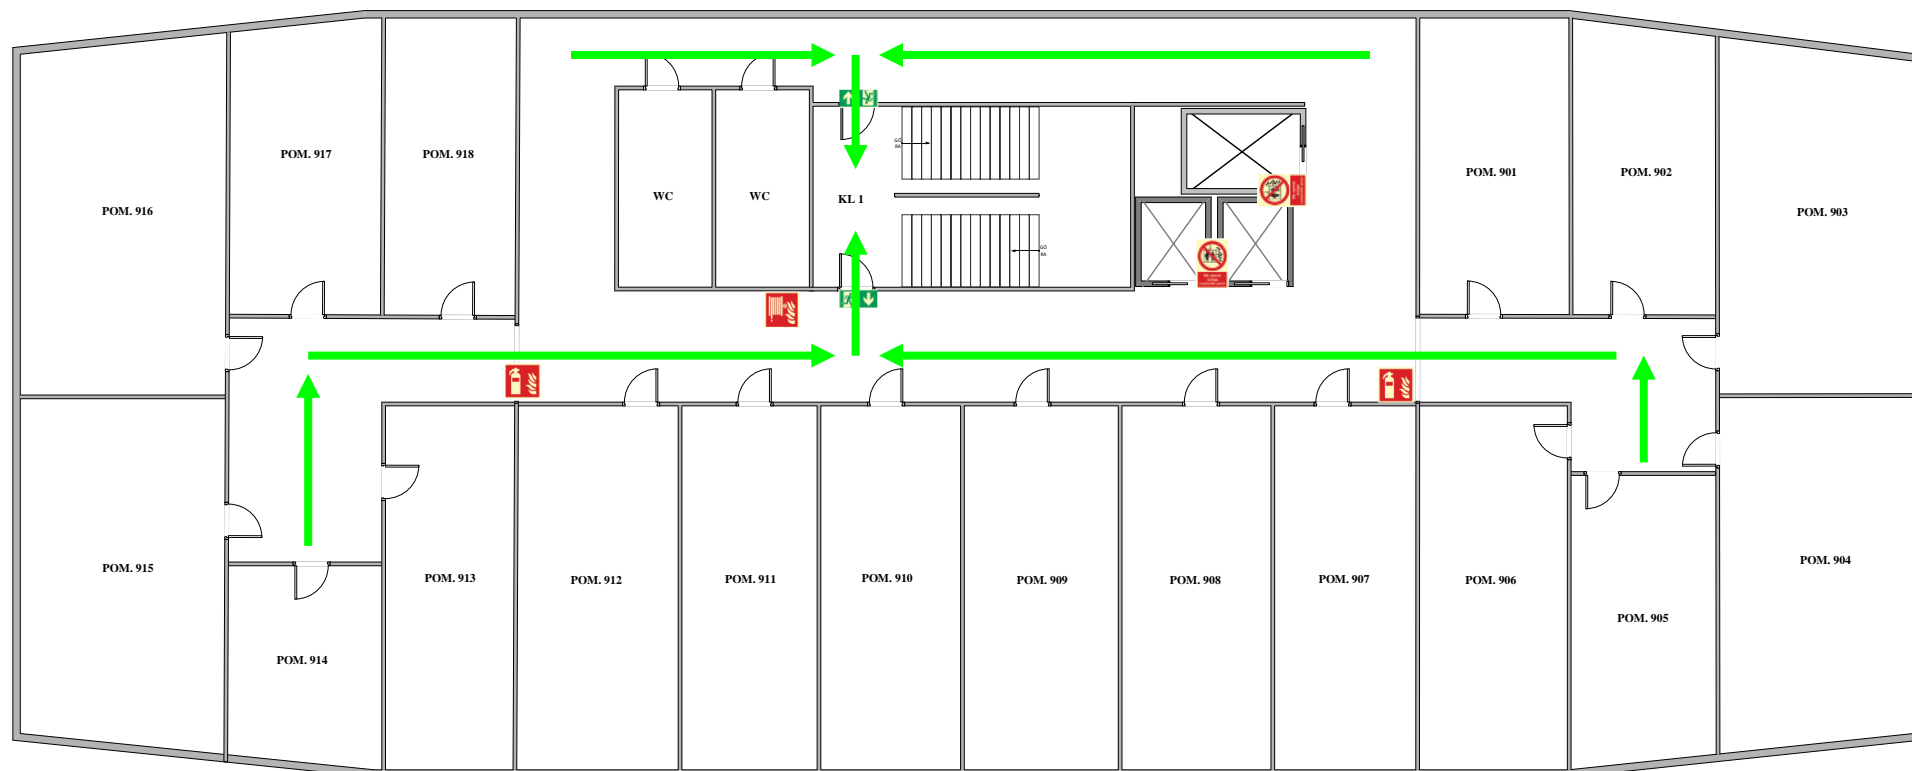 POM. 917
POM. 918
POM. 901
POM. 902
POM. 916
WC
WC
KL 1
POM. 903
POM. 915
POM. 913
POM. 912
POM. 911
POM. 910
POM. 909
POM. 908
POM. 907
POM. 906
POM. 904
POM. 905
POM. 914